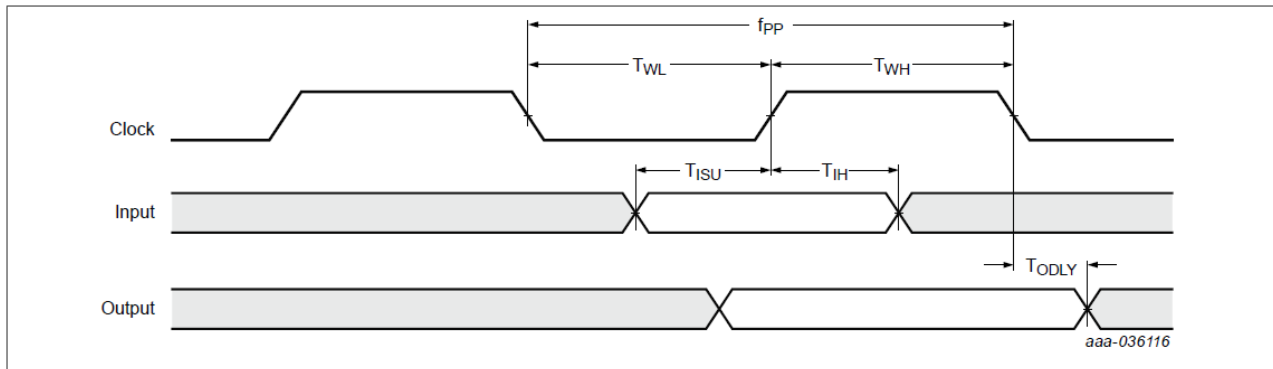 fPP
TWL TWH
Clock
TISU TIH
Input
TODLY
Output
aaa-036116